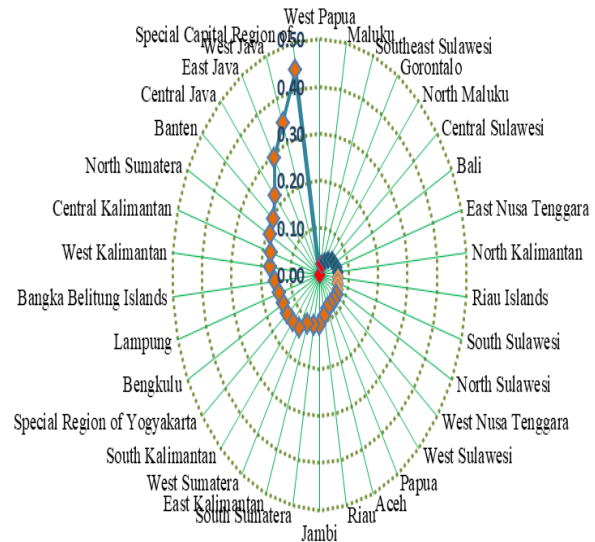 West Papua
Maluku
Southeast Sulawesi
Gorontalo
North Maluku
Central Sulawesi
Bali
East Nusa Tenggara
North Kalimantan
Riau Islands
South Sulawesi
North Sulawesi
West Nusa Tenggara
West Sulawesi
Papua
Aceh
Riau
Jambi
South Sumatera
East Kalimantan
West Sumatera
South Kalimantan
Special Region of Yogyakarta
Bengkulu
Lampung
Bangka Belitung Islands
West Kalimantan
Central Kalimantan
North Sumatera
Banten
Central Java
East Java
West Java
Special Capital Region of
0.50
0.40
0.30
0.20
0.10
0.00